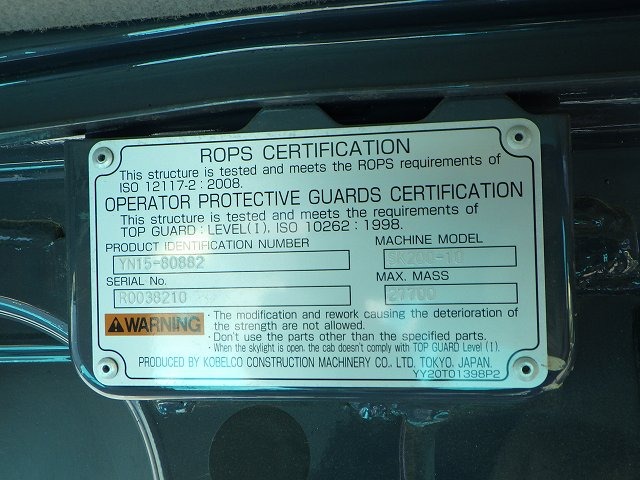 ROPS CERTIFICATION
This structure is tested and meets the ROPS requirements of
ISO 12117-2 : 2008.
OPERATOR PROTECTIVE GUARDS CERTIFICATION
This structure is tested and meets the requirements of
TOP GUARD : LEVEL(I). ISO 10262 : 1998.
PRODUCT IDENTIFICATION NUMBER
MACHINE MODEL
YN15-80882
SK200-10
SERIAL No.
MAX. MASS
R0038210
WARNING
・The modification and rework causing the deterioration of
the strength are not allowed.
・Don't use the parts other than the specified parts.
・When the skylight is open, the cab doesn't comply with TOP GUARD Level (I).
PRODUCED BY KOBELCO CONSTRUCTION MACHINERY CO., LTD. TOKYO, JAPAN.
YY20T01398P2